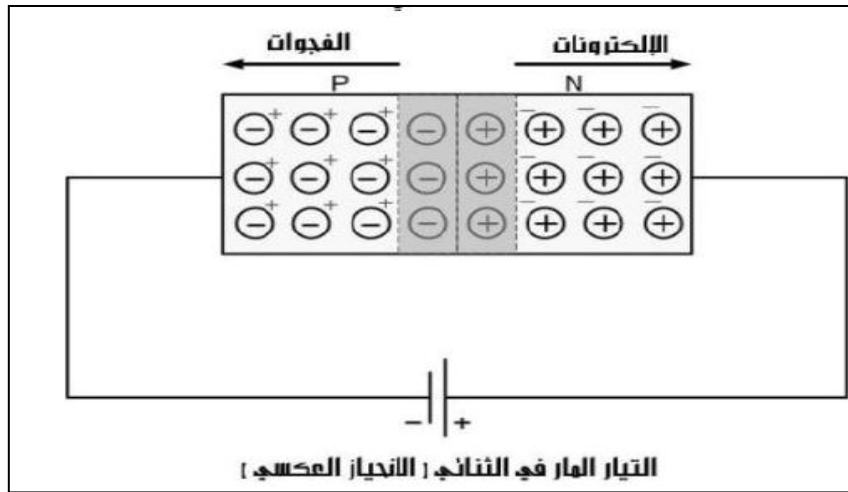 الفجوات الإلكترونات
P N
- +
التيار المار في الثنائي ( الانحياز العكسي )